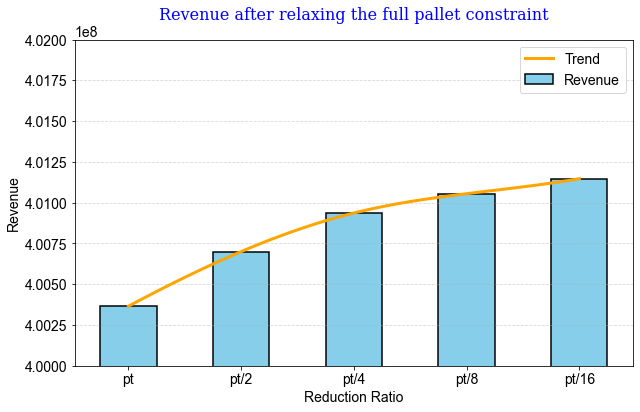 Revenue after relaxing the full pallet constraint
1e8
4.0200
4.0175
4.0150
4.0125
4.0100
4.0075
4.0050
4.0025
4.0000
Revenue
Trend
Revenue
pt
pt/2
pt/4
pt/8
pt/16
Reduction Ratio